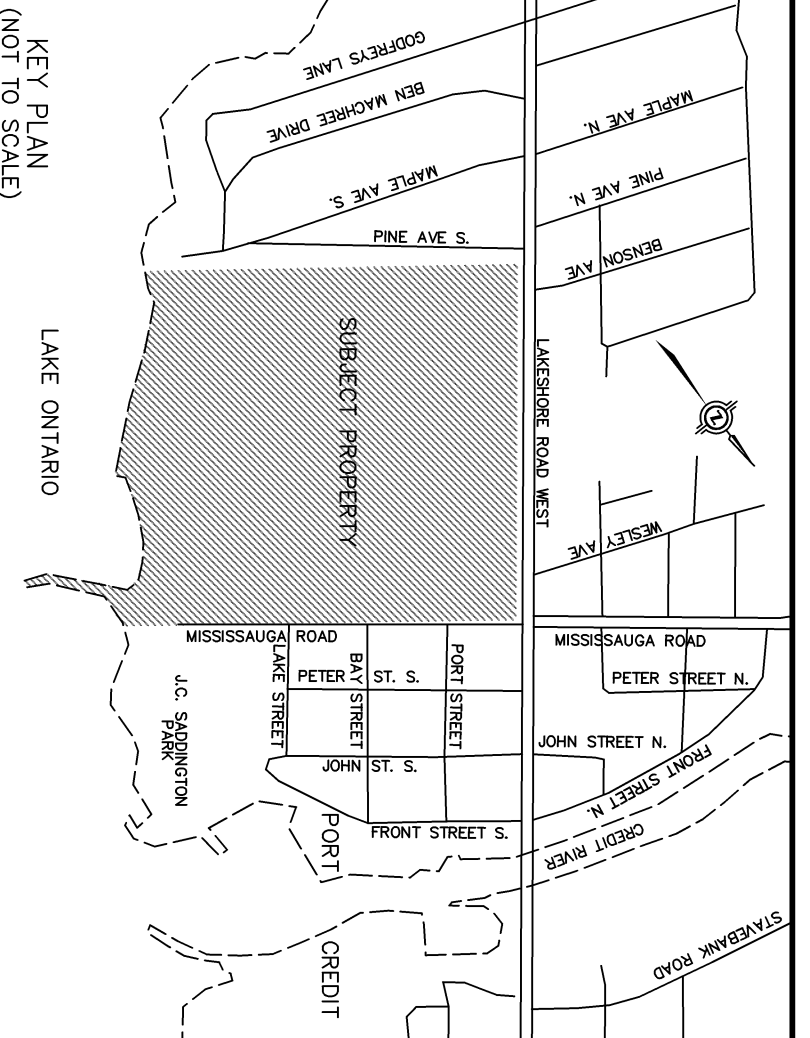 GODFREYS LANE
BEN MACHREE DRIVE
MAPLE AVE S.
PINE AVE S.
MAPLE AVE N.
PINE AVE N.
BENSON AVE
KEY PLAN
(NOT TO SCALE)
LAKE ONTARIO
SUBJECT PROPERTY
LAKESHORE ROAD WEST
N
WESLEY AVE
MISSISSAUGA ROAD
MISSISSAUGA ROAD
LAKE STREET
PETER ST. S.
BAY STREET
PORT STREET
PETER STREET N.
J.C. SADDINGTON
PARK
JOHN ST. S.
JOHN STREET N.
FRONT STREET N.
FRONT STREET S.
CREDIT RIVER
PORT CREDIT
STAVEBANK ROAD